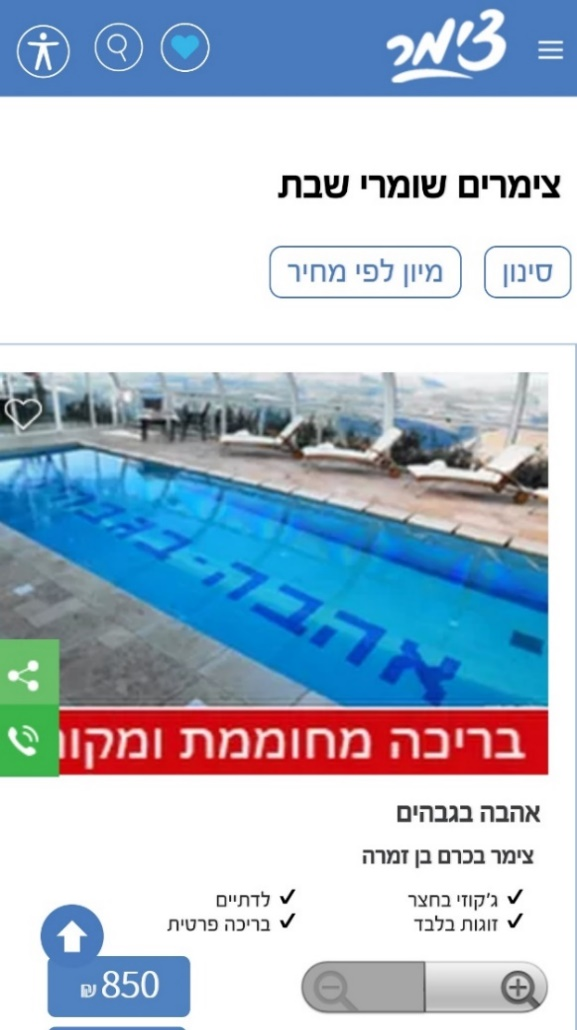 צימר
צימרים שומרי שבת
סינון
מיון לפי מחיר
אהבה-בגבהים
בריכה מחוממת ומקור
אהבה בגבהים
צימר בכרם בן זמרה
ג'קוזי בחצר
לדתיים
זוגות בלבד
בריכה פרטית
850 ₪